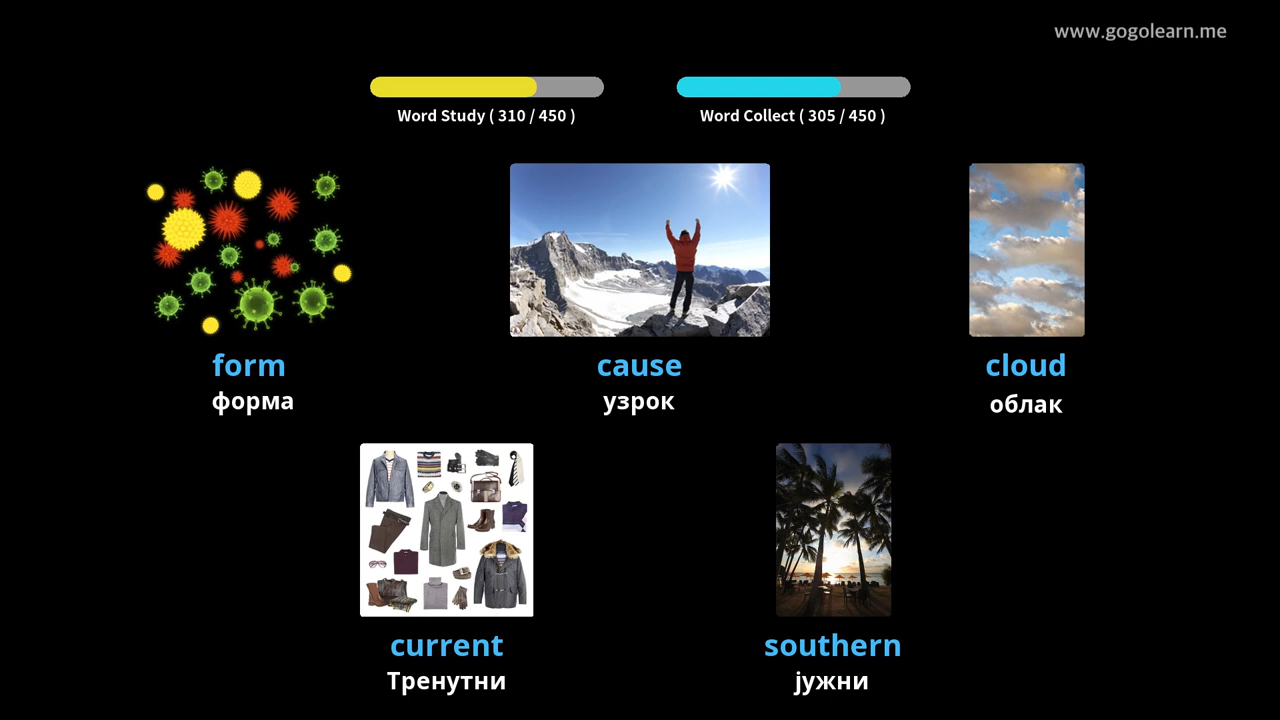 www.gogolearn.me
Word Study ( 310 / 450 )
Word Collect ( 305 / 450 )
form
форма
cause
узрок
cloud
облак
current
Тренутни
southern
јужни